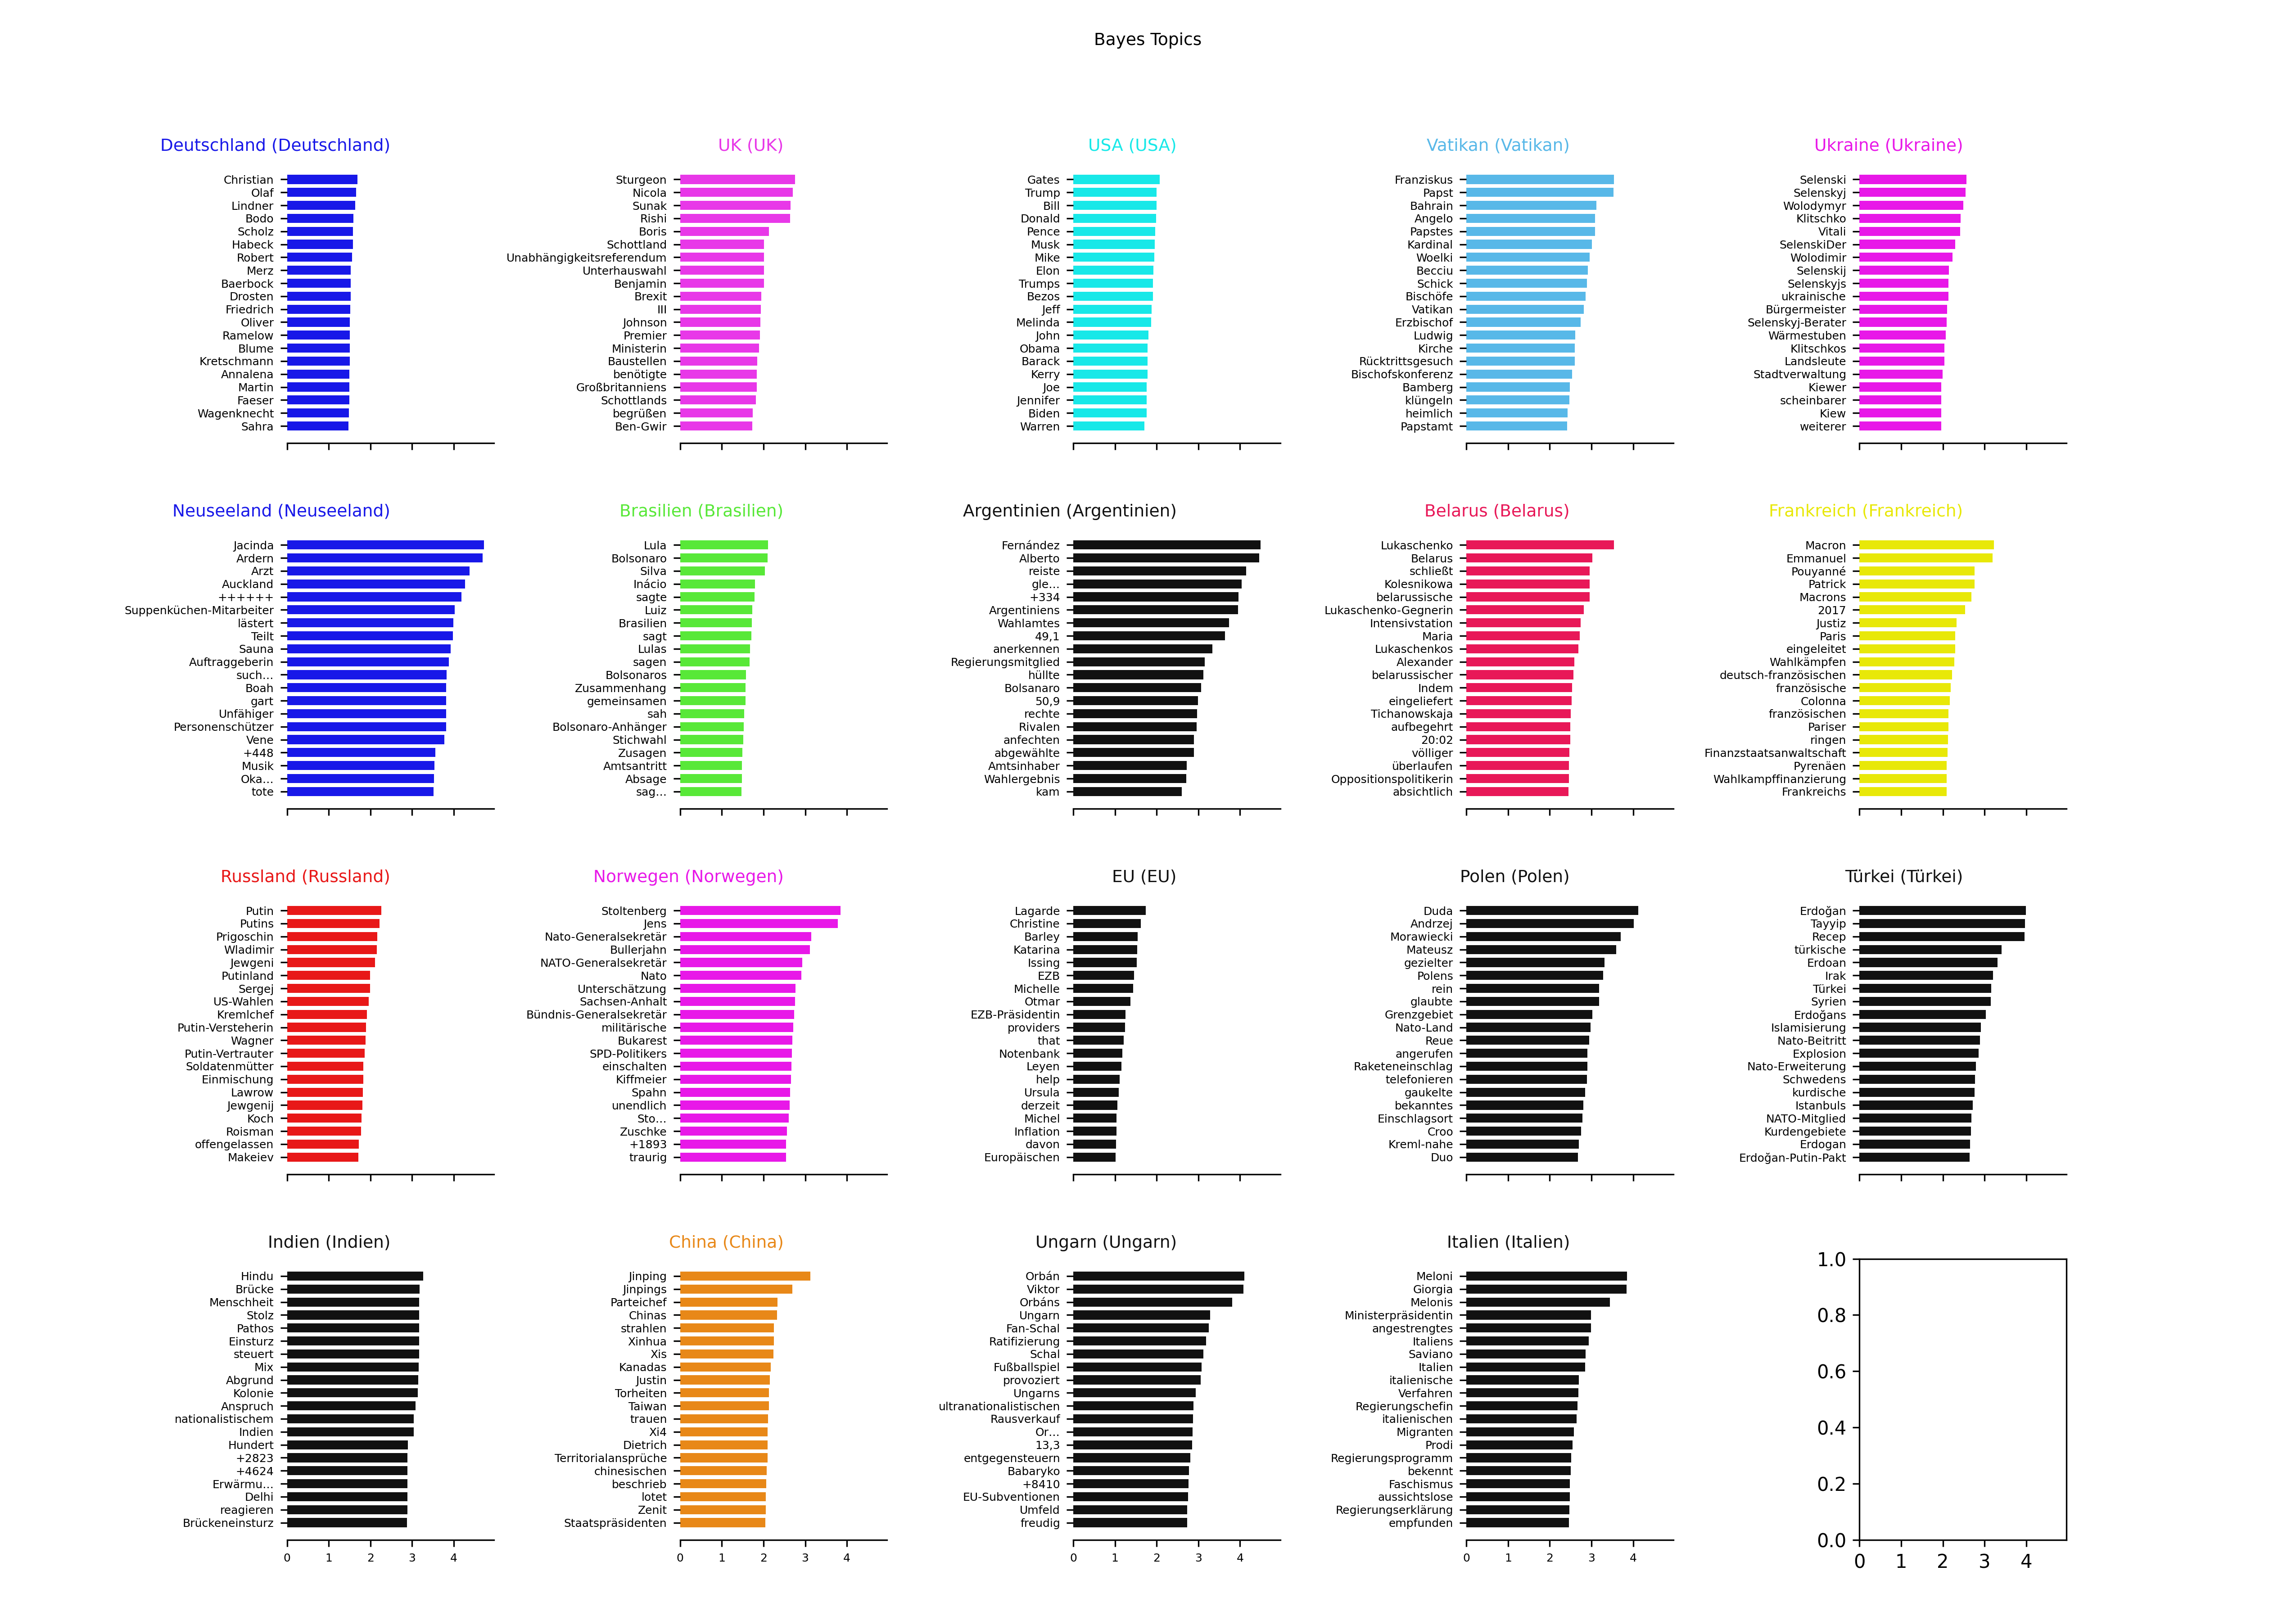 Bayes Topics
Deutschland (Deutschland)
Christian
Olaf
Lindner
Bodo
Scholz
Habeck
Robert
Merz
Baerbock
Drosten
Friedrich
Oliver
Ramelow
Blume
Kretschmann
Annalena
Martin
Faeser
Wagenknecht
Sahra
UK (UK)
Sturgeon
Nicola
Sunak
Rishi
Boris
Schottland
Unabhängigkeitsreferendum
Unterhauswahl
Benjamin
Brexit
III
Johnson
Premier
Ministerin
Baustellen
benötigte
Großbritanniens
Schottlands
begrüßen
Ben-Gwir
USA (USA)
Gates
Trump
Bill
Donald
Pence
Musk
Mike
Elon
Trumps
Bezos
Jeff
Melinda
John
Obama
Barack
Kerry
Joe
Jennifer
Biden
Warren
Vatikan (Vatikan)
Franziskus
Papst
Bahrain
Angelo
Papstes
Kardinal
Woelki
Becciu
Schick
Bischöfe
Vatikan
Erzbischof
Ludwig
Kirche
Rücktrittsgesuch
Bischofskonferenz
Bamberg
klüngeln
heimlich
Papstamt
Ukraine (Ukraine)
Selenski
Selenskyj
Wolodymyr
Klitschko
Vitali
SelenskiDer
Wolodimir
Selenskij
Selenskyjs
ukrainische
Bürgermeister
Selenskyj-Berater
Wärmestuben
Klitschkos
Landsleute
Stadtverwaltung
Kiewer
scheinbarer
Kiew
weiterer
Neuseeland (Neuseeland)
Jacinda
Ardern
Arzt
Auckland
++++++
Suppenküchen-Mitarbeiter
lästert
Teilt
Sauna
Auftraggeberin
such…
Boah
gart
Unfähiger
Personenschützer
Vene
+448
Musik
Oka…
tote
Brasilien (Brasilien)
Lula
Bolsonaro
Silva
Inácio
sagte
Luiz
Brasilien
sagt
Lulas
sagen
Bolsonaros
Zusammenhang
gemeinsamen
sah
Bolsonaro-Anhänger
Stichwahl
Zusagen
Amtsantritt
Absage
sag…
Argentinien (Argentinien)
Fernández
Alberto
reiste
gle…
+334
Argentiniens
Wahlamtes
49,1
anerkennen
Regierungsmitglied
hüllte
Bolsanaro
50,9
rechte
Rivalen
anfechten
abgewählte
Amtsinhaber
Wahlergebnis
kam
Belarus (Belarus)
Lukaschenko
Belarus
schließt
Kolesnikowa
belarussische
Lukaschenko-Gegnerin
Intensivstation
Maria
Lukaschenkos
Alexander
belarussischer
Indem
eingeliefert
Tichanowskaja
aufbegehrt
20:02
völliger
überlaufen
Oppositionspolitikerin
absichtlich
Frankreich (Frankreich)
Macron
Emmanuel
Pouyanné
Patrick
Macrons
2017
Justiz
Paris
eingeleitet
Wahlkämpfen
deutsch-französischen
französische
Colonna
französischen
Pariser
ringen
Finanzstaatsanwaltschaft
Pyrenäen
Wahlkampffinanzierung
Frankreichs
Russland (Russland)
Putin
Putins
Prigoschin
Wladimir
Jewgeni
Putinland
Sergej
US-Wahlen
Kremlchef
Putin-Versteherin
Wagner
Putin-Vertrauter
Soldatenmütter
Einmischung
Lawrow
Jewgenij
Koch
Roisman
offengelassen
Makeiev
Norwegen (Norwegen)
Stoltenberg
Jens
Nato-Generalsekretär
Bullerjahn
NATO-Generalsekretär
Nato
Unterschätzung
Sachsen-Anhalt
Bündnis-Generalsekretär
militärische
Bukarest
SPD-Politikers
einschalten
Kiffmeier
Spahn
unendlich
Sto…
Zuschke
+1893
traurig
EU (EU)
Lagarde
Christine
Barley
Katarina
Issing
EZB
Michelle
Otmar
EZB-Präsidentin
providers
that
Notenbank
Leyen
help
Ursula
derzeit
Michel
Inflation
davon
Europäischen
Polen (Polen)
Duda
Andrzej
Morawiecki
Mateusz
gezielter
Polens
rein
glaubte
Grenzgebiet
Nato-Land
Reue
angerufen
Raketeneinschlag
telefonieren
gaukelte
bekanntes
Einschlagsort
Croo
Kreml-nahe
Duo
Türkei (Türkei)
Erdoğan
Tayyip
Recep
türkische
Erdoan
Irak
Türkei
Syrien
Erdoğans
Islamisierung
Nato-Beitritt
Explosion
Nato-Erweiterung
Schwedens
kurdische
Istanbuls
NATO-Mitglied
Kurdengebiete
Erdogan
Erdoğan-Putin-Pakt
Indien (Indien)
Hindu
Brücke
Menschheit
Stolz
Pathos
Einsturz
steuert
Mix
Abgrund
Kolonie
Anspruch
nationalistischem
Indien
Hundert
+2823
+4624
Erwärmu…
Delhi
reagieren
Brückeneinsturz
0 1 2 3 4
China (China)
Jinping
Jinpings
Parteichef
Chinas
strahlen
Xinhua
Xis
Kanadas
Justin
Torheiten
Taiwan
trauen
Xi4
Dietrich
Territorialansprüche
chinesischen
beschrieb
lotet
Zenit
Staatspräsidenten
0 1 2 3 4
Ungarn (Ungarn)
Orbán
Viktor
Orbáns
Ungarn
Fan-Schal
Ratifizierung
Schal
Fußballspiel
provoziert
Ungarns
ultranationalistischen
Rausverkauf
Or…
13,3
entgegensteuern
Babaryko
+8410
EU-Subventionen
Umfeld
freudig
0 1 2 3 4
Italien (Italien)
Meloni
Giorgia
Melonis
Ministerpräsidentin
angestrengtes
Italiens
Saviano
Italien
italienische
Verfahren
Regierungschefin
italienischen
Migranten
Prodi
Regierungsprogramm
bekennt
Faschismus
aussichtslose
Regierungserklärung
empfunden
0 1 2 3 4
1.0
0.8
0.6
0.4
0.2
0.0
0 1 2 3 4